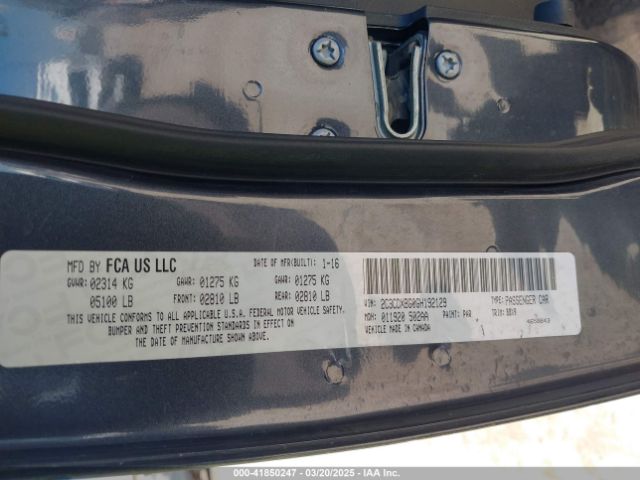 MFD BY FCA US LLC
DATE OF MFR(BUILT): 1-16
GVWR: 02314 KG
GAWR: 01275 KG
GAWR: 01275 KG
05100 LB
FRONT: 02810 LB
REAR: 02810 LB
THIS VEHICLE CONFORMS TO ALL APPLICABLE U.S.A. FEDERAL MOTOR VEHICLE SAFETY,
BUMPER AND THEFT PREVENTION STANDARDS IN EFFECT ON
THE DATE OF MANUFACTURE SHOWN ABOVE.
VIN: 2C3CDXBG0GH192129
TYPE: PASSENGER CAR
MDH: 011920 502AA
PAINT: PAR
TRIM:
VEHICLE MADE IN CANADA
000-41850247 - 03/20/2025 - IAA Inc.